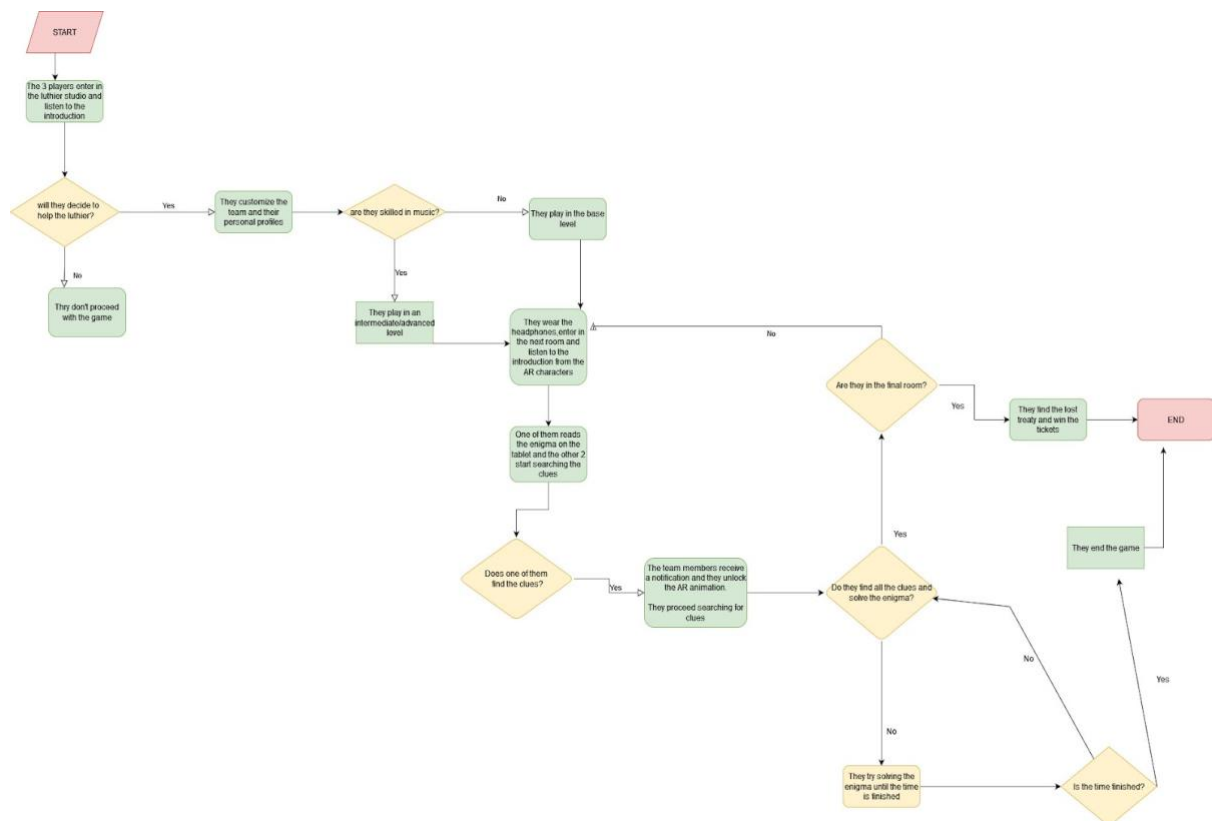 START
The 3 players enter in
the luthier studio and
listen to the
introduction
will they decide to
help the luthier?
Yes
They customize the
team and their
personal profiles
are they skilled in music?
No
They play in the base
level
No
Thry don't proceed
with the game
Yes
They play in an
intermediate/advanced
level
They wear the
headphones,enter in
the next room and
listen to the
introduction from the
AR characters
No
Are they in the final room?
Yes
They find the lost
treaty and win the
tickets
END
One of them reads
the enigma on the
tablet and the other 2
start searching the
clues
Does one of them
find the clues?
Yes
The team members receive
a notification and they unlock
the AR animation.
They proceed searching for
clues
Do they find all the clues and
solve the enigma?
Yes
They end the game
No
They try solving the
enigma until the time
is finished
Is the time finished?
No
Yes